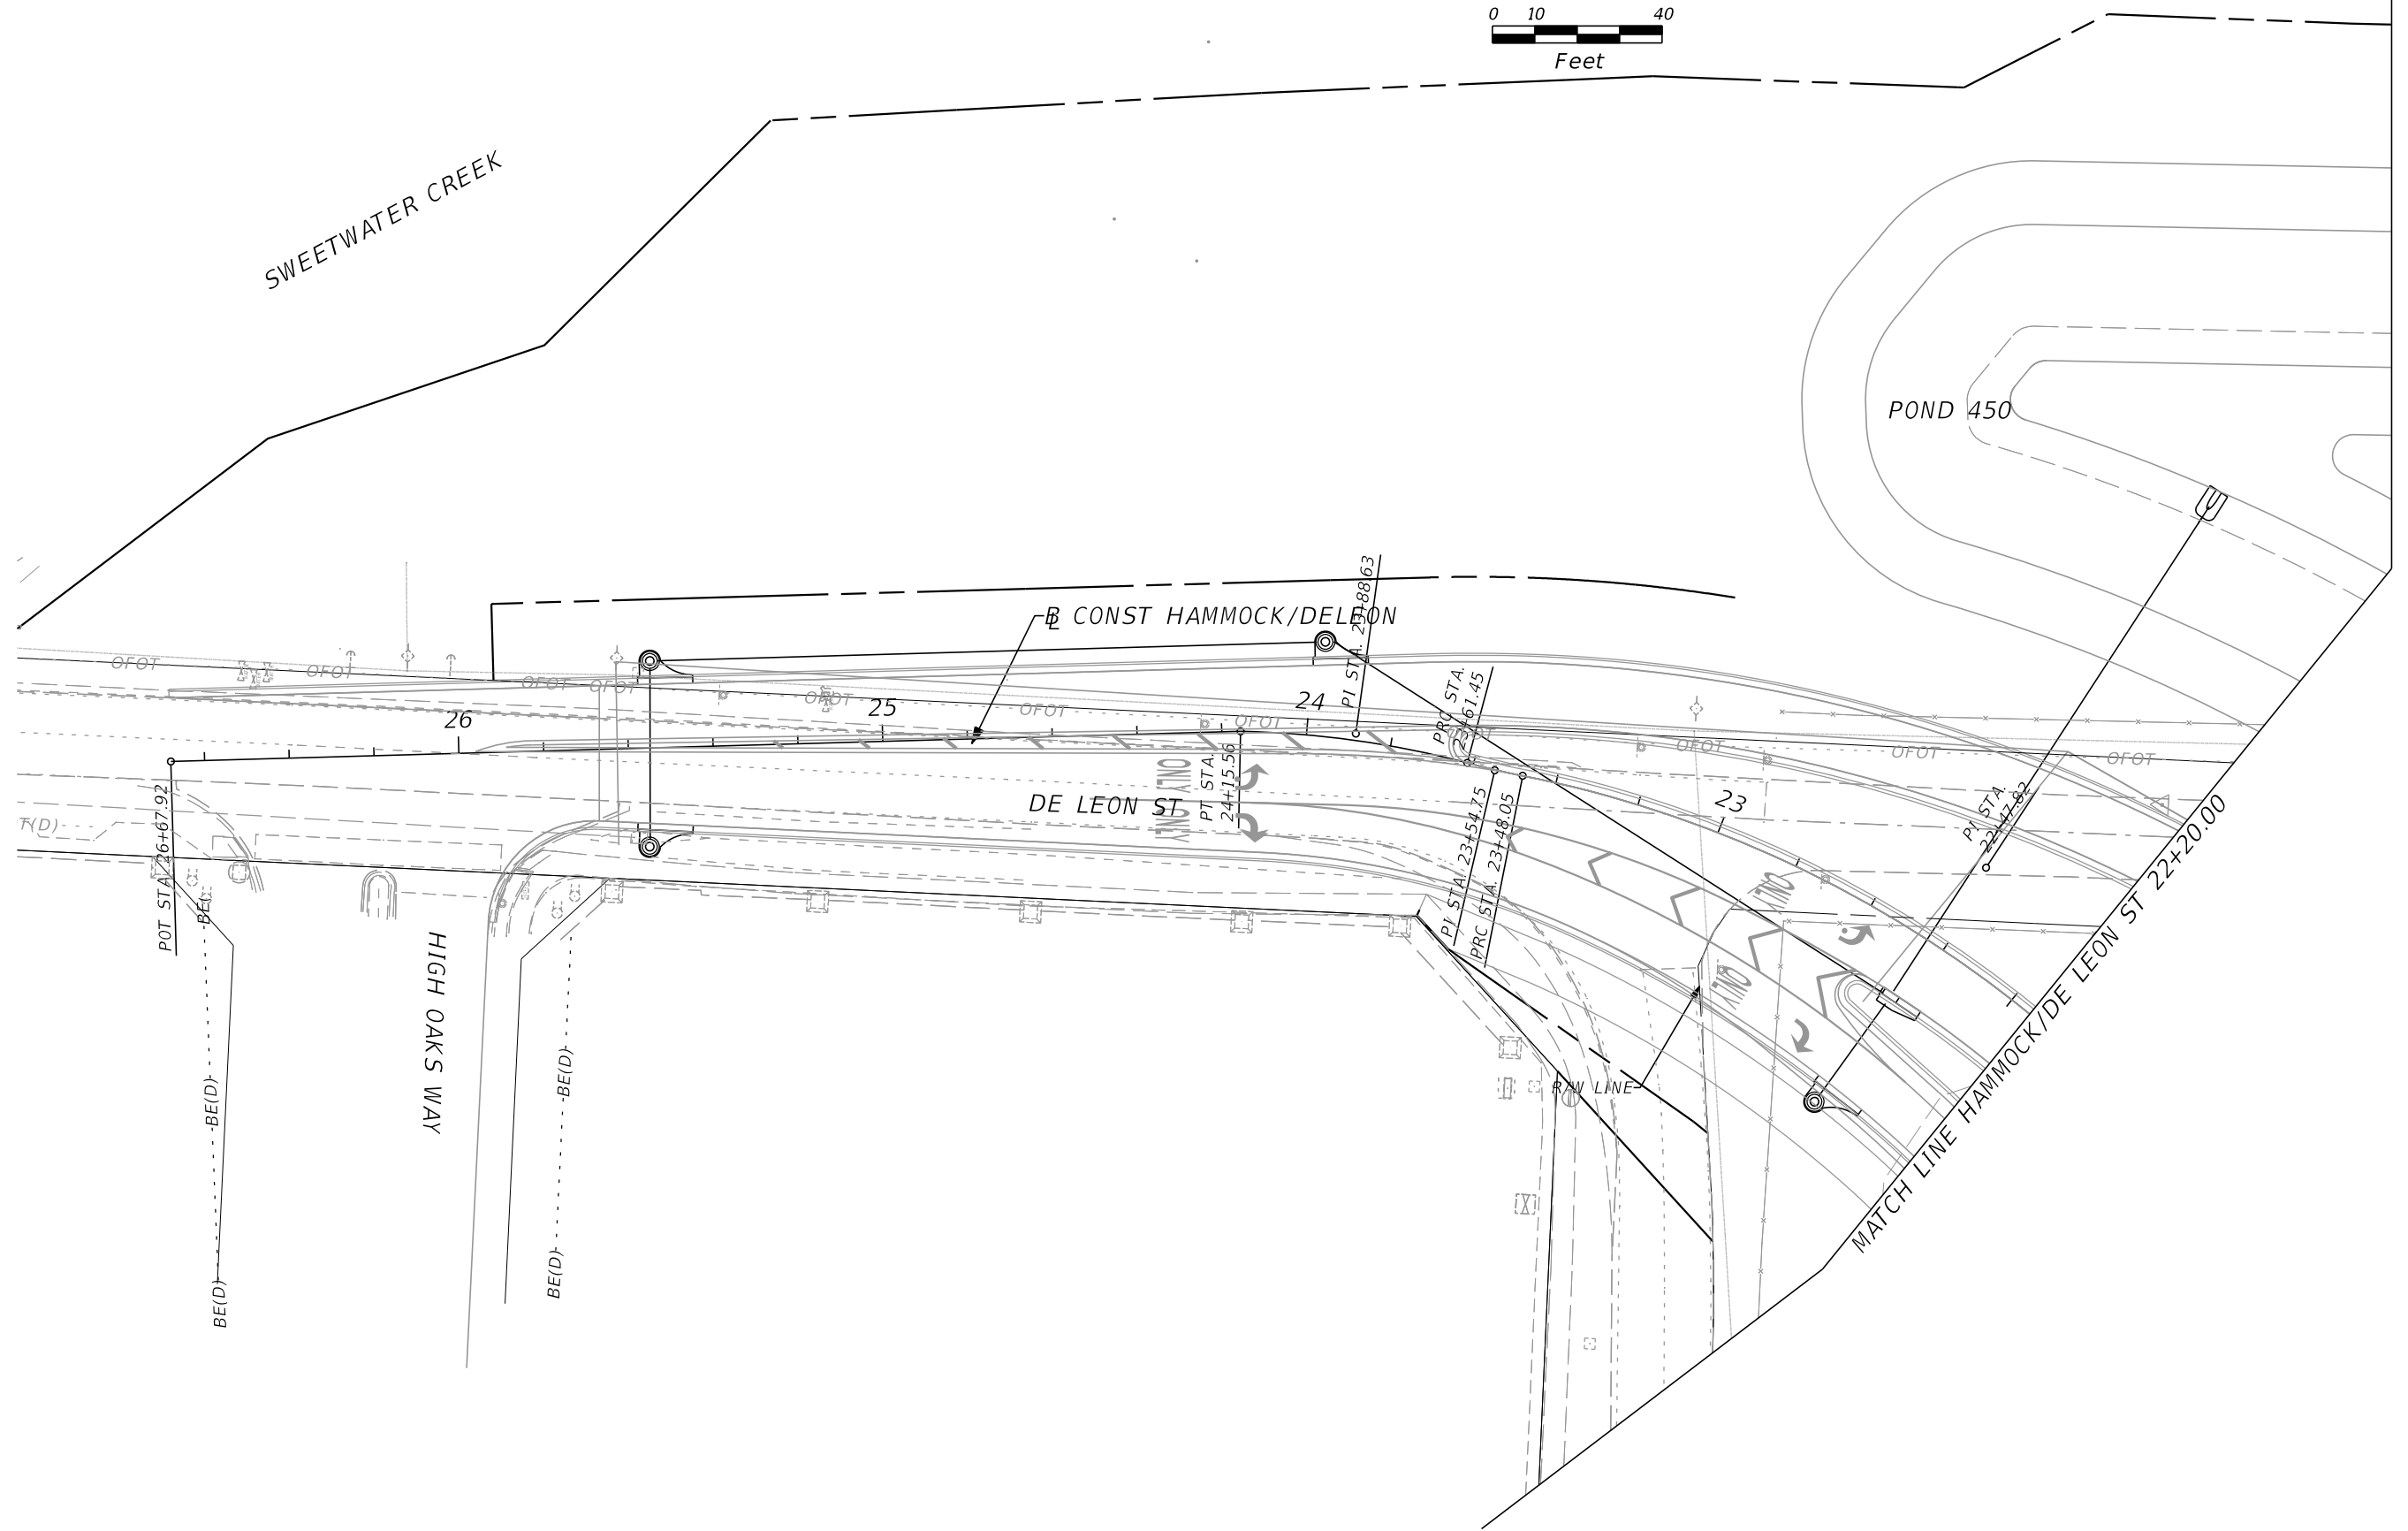 0 10 40
Feet
SWEETWATER CREEK
POND 450
℄ CONST HAMMOCK/DELEON
PI STA. 23+88.63
OFOT
OFOT
OFOT
OFOT
OFOT
OFOT
OFOT
OFOT
OFOT
OFOT
OFOT
26
25
24
23
PRC STA.
23+61.45
PT STA.
24+15.56
ONLY
ONLY
DE LEON ST
PI STA. 23+54.75
PRC STA. 23+48.05
PI STA.
22+47.82
T(D)
POT STA. 26+67.92
BE(
BE(D)
BE(D)
BE(D)
BE(D)
HIGH OAKS WAY
ONLY
ONLY
R/W LINE
MATCH LINE HAMMOCK/DE LEON ST 22+20.00